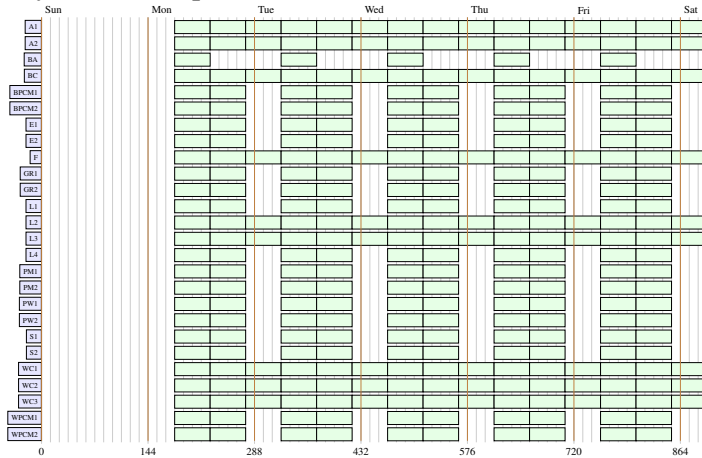 Sun Mon Tue Wed Thu Fri Sat
A1
A2
BA
BC
BPCM1
BPCM2
E1
E2
F
GR1
GR2
L1
L2
L3
L4
PM1
PM2
PW1
PW2
S1
S2
WC1
WC2
WC3
WPCM1
WPCM2
0 144 288 432 576 720 864